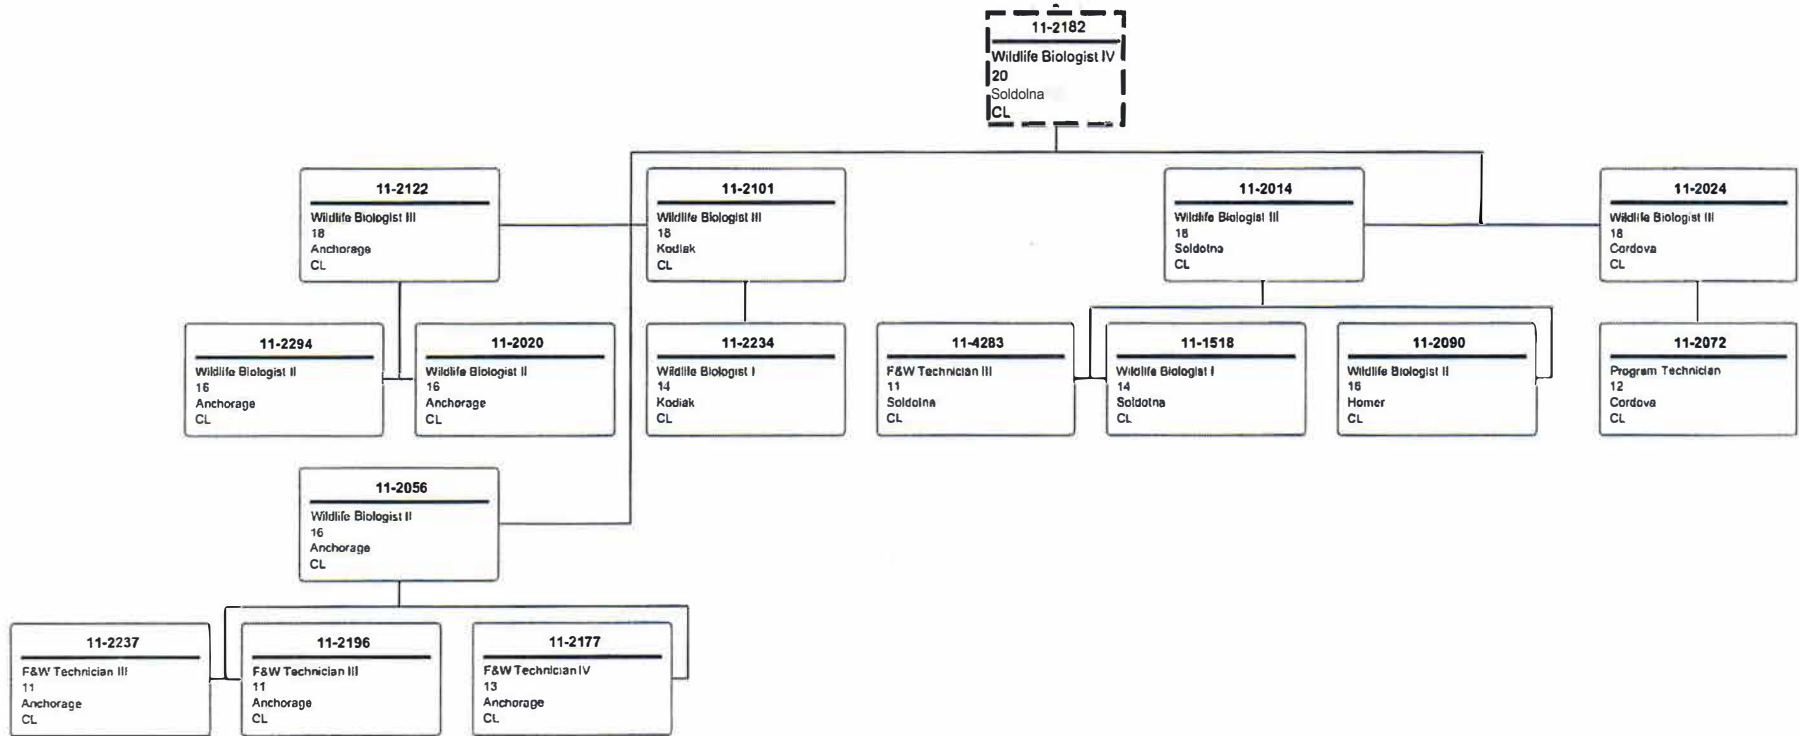 11-2182
Wildlife Biologist IV
20
Soldolna
CL
11-2122
Wildlife Biologist III
18
Anchorage
CL
11-2101
Wildlife Biologist III
18
Kodiak
CL
11-2014
Wildlife Biologist III
18
Soldotna
CL
11-2024
Wildlife Biologist III
18
Cordova
CL
11-2294
Wildlife Biologist II
16
Anchorage
CL
11-2020
Wildlife Biologist II
16
Anchorage
CL
11-2234
Wildlife Biologist I
14
Kodiak
CL
11-4283
F&W Technician III
11
Soldotna
CL
11-1518
Wildlife Biologist I
14
Soldotna
CL
11-2090
Wildlife Biologist II
16
Homer
CL
11-2072
Program Technician
12
Cordova
CL
11-2056
Wildlife Biologist II
16
Anchorage
CL
11-2237
F&W Technician III
11
Anchorage
CL
11-2196
F&W Technician III
11
Anchorage
CL
11-2177
F&W Technician IV
13
Anchorage
CL